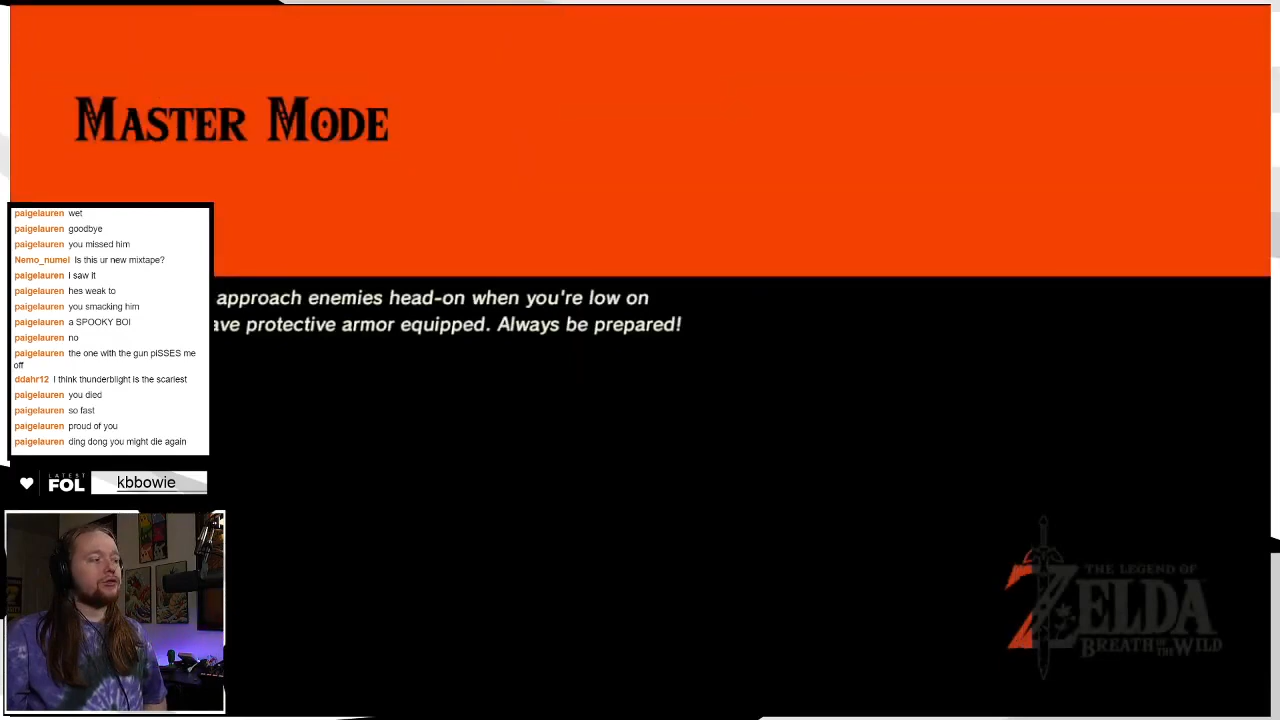 MASTER MODE
paigelauren wet
paigelauren goodbye
paigelauren you missed him
Nemo_numel Is this ur new mixtape?
paigelauren I saw it
paigelauren hes weak to
paigelauren you smacking him
paigelauren a SPOOKY BOI
paigelauren no
paigelauren the one with the gun piSSES me
off
ddahr12 I think thunderblight is the scariest
paigelauren you died
paigelauren so fast
paigelauren proud of you
paigelauren ding dong you might die again
approach enemies head-on when you're low on
ave protective armor equipped. Always be prepared!
LATEST
FOL
kbbowie
THE LEGEND OF
ZELDA
BREATH OF THE WILD